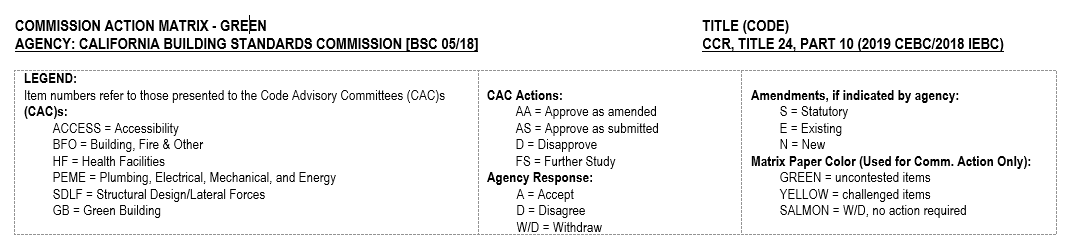 COMMISSION ACTION MATRIX - GREEN
AGENCY: CALIFORNIA BUILDING STANDARDS COMMISSION [BSC 05/18]
TITLE (CODE)
CCR, TITLE 24, PART 10 (2019 CEBC/2018 IEBC)
LEGEND:
Item numbers refer to those presented to the Code Advisory Committees (CAC)s
(CAC)s:
ACCESS = Accessibility
BFO = Building, Fire & Other
HF = Health Facilities
PEME = Plumbing, Electrical, Mechanical, and Energy
SDLF = Structural Design/Lateral Forces
GB = Green Building
CAC Actions:
AA = Approve as amended
AS = Approve as submitted
D = Disapprove
FS = Further Study
Agency Response:
A = Accept
D = Disagree
W/D = Withdraw
Amendments, if indicated by agency:
S = Statutory
E = Existing
N = New
Matrix Paper Color (Used for Comm. Action Only):
GREEN = uncontested items
YELLOW = challenged items
SALMON = W/D, no action required